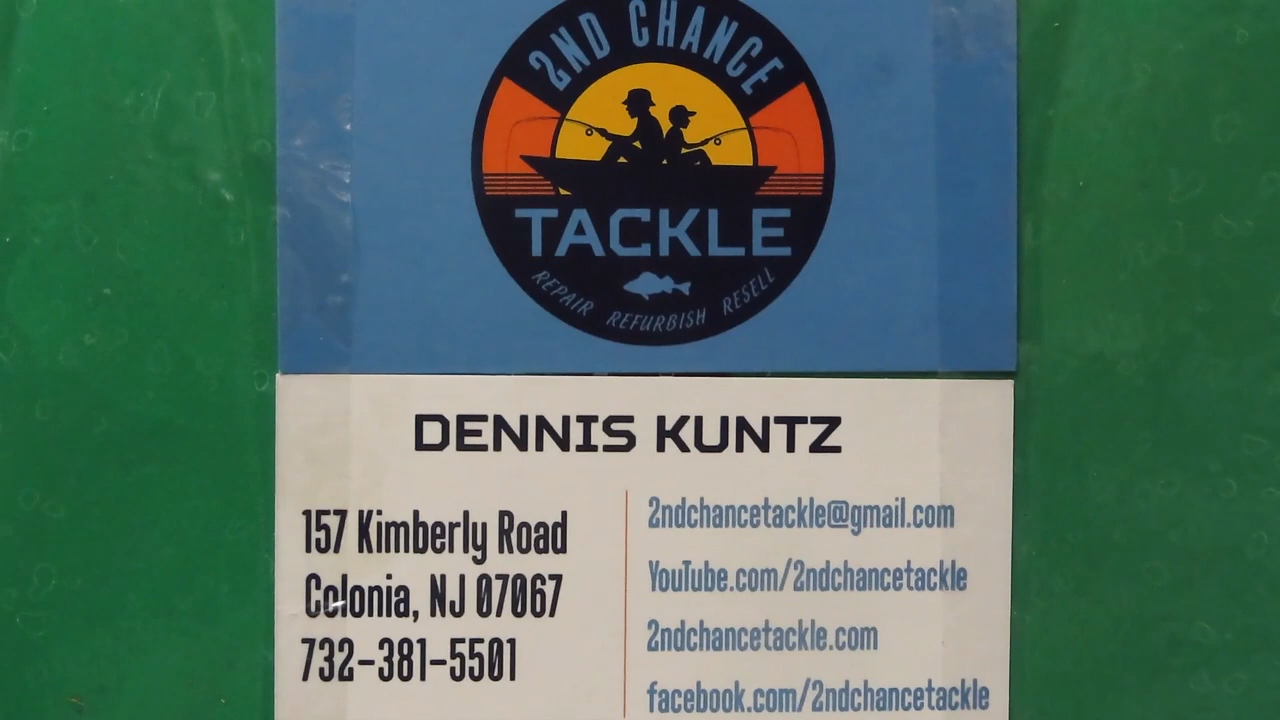 2ND CHANCE
TACKLE
REPAIR REFURBISH RESELL
DENNIS KUNTZ
157 Kimberly Road
Colonia, NJ 07067
732-381-5501
2ndchancetackle@gmail.com
YouTube.com/2ndchancetackle
2ndchancetackle.com
facebook.com/2ndchancetackle